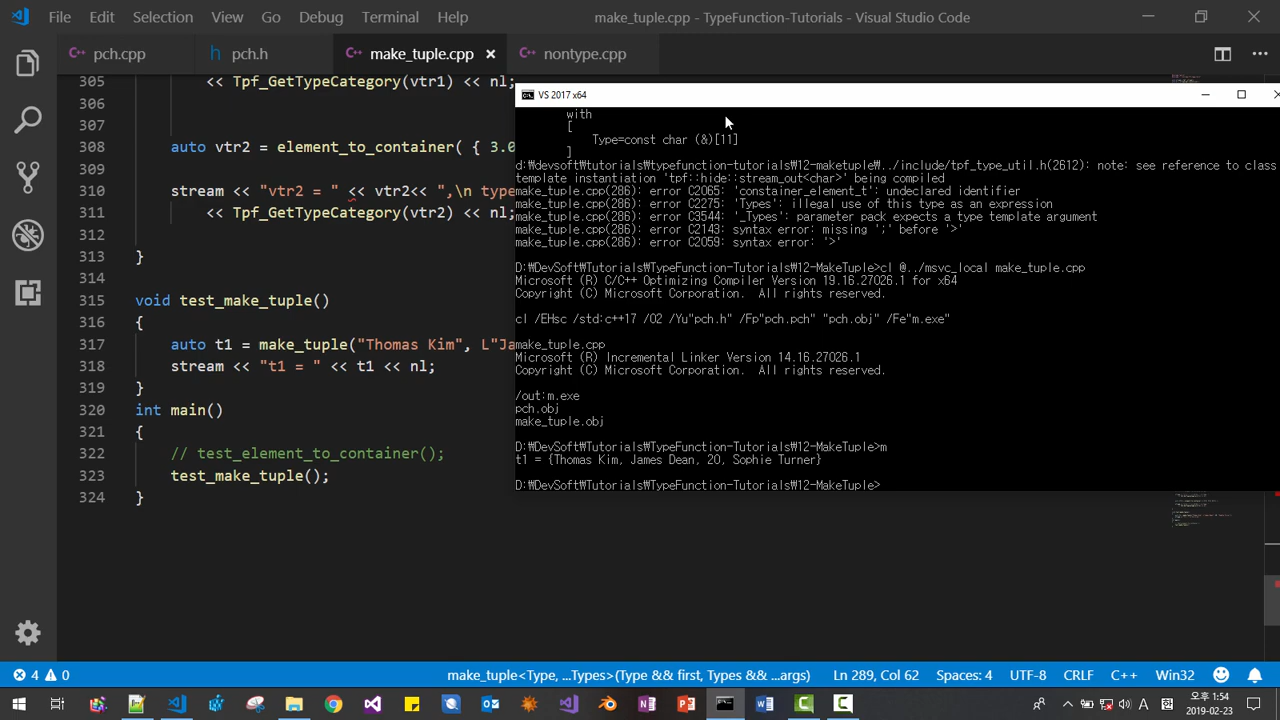 File Edit Selection View Go Debug Terminal Help make_tuple.cpp - TypeFunction-Tutorials - Visual Studio Code
pch.cpp pch.h make_tuple.cpp nontype.cpp
305 << Tpf_GetTypeCategory(vtr1) << nl;
306
307
308 auto vtr2 = element_to_container( { 3.0
309
310 stream << "vtr2 = " << vtr2<< ",\n type
311 << Tpf_GetTypeCategory(vtr2) << nl;
312
313 }
314
315 void test_make_tuple()
316 {
317 auto t1 = make_tuple("Thomas Kim", L"Ja
318 stream << "t1 = " << t1 << nl;
319 }
320 int main()
321 {
322 // test_element_to_container();
323 test_make_tuple();
324 }
VS 2017 x64
with
[
Type=const char (&)[11]
]
d:₩devsoft₩tutorials₩typefunction-tutorials₩12-maketuple₩../include/tpf_type_util.h(2612): note: see reference to class
template instantiation 'tpf::hide::stream_out<char>' being compiled
make_tuple.cpp(286): error C2065: 'constainer_element_t': undeclared identifier
make_tuple.cpp(286): error C2275: 'Types': illegal use of this type as an expression
make_tuple.cpp(286): error C3544: '_Types': parameter pack expects a type template argument
make_tuple.cpp(286): error C2143: syntax error: missing ';' before '>'
make_tuple.cpp(286): error C2059: syntax error: '>'
D:₩DevSoft₩Tutorials₩TypeFunction-Tutorials₩12-MakeTuple>cl @../msvc_local make_tuple.cpp
Microsoft (R) C/C++ Optimizing Compiler Version 19.16.27026.1 for x64
Copyright (C) Microsoft Corporation. All rights reserved.
cl /EHsc /std:c++17 /O2 /Yu"pch.h" /Fp"pch.pch" "pch.obj" /Fe"m.exe"
make_tuple.cpp
Microsoft (R) Incremental Linker Version 14.16.27026.1
Copyright (C) Microsoft Corporation. All rights reserved.
/out:m.exe
pch.obj
make_tuple.obj
D:₩DevSoft₩Tutorials₩TypeFunction-Tutorials₩12-MakeTuple>m
t1 = {Thomas Kim, James Dean, 20, Sophie Turner}
D:₩DevSoft₩Tutorials₩TypeFunction-Tutorials₩12-MakeTuple>
4 0 make_tuple<Type, ...Types>(Type && first, Types && ...args) Ln 289, Col 62 Spaces: 4 UTF-8 CRLF C++ Win32
A 오후 1:54
2019-02-23